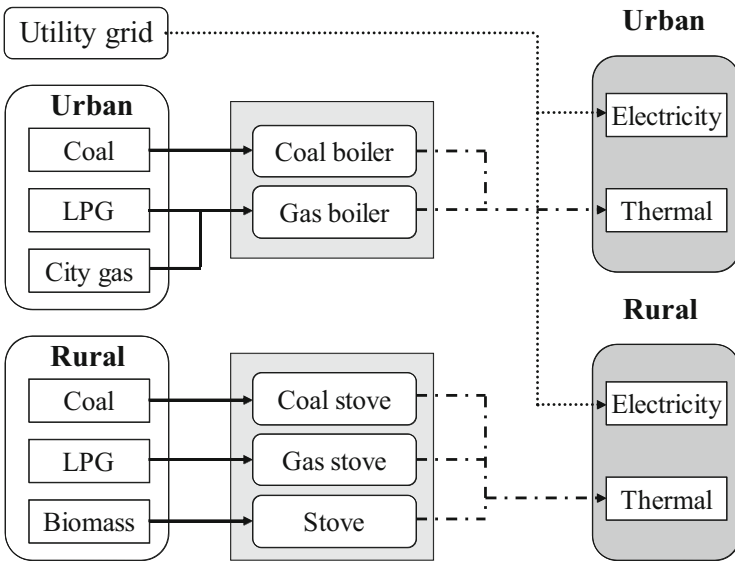 Utility grid
Urban
Coal
LPG
City gas
Coal boiler
Gas boiler
Urban
Electricity
Thermal
Rural
Coal
LPG
Biomass
Coal stove
Gas stove
Stove
Rural
Electricity
Thermal